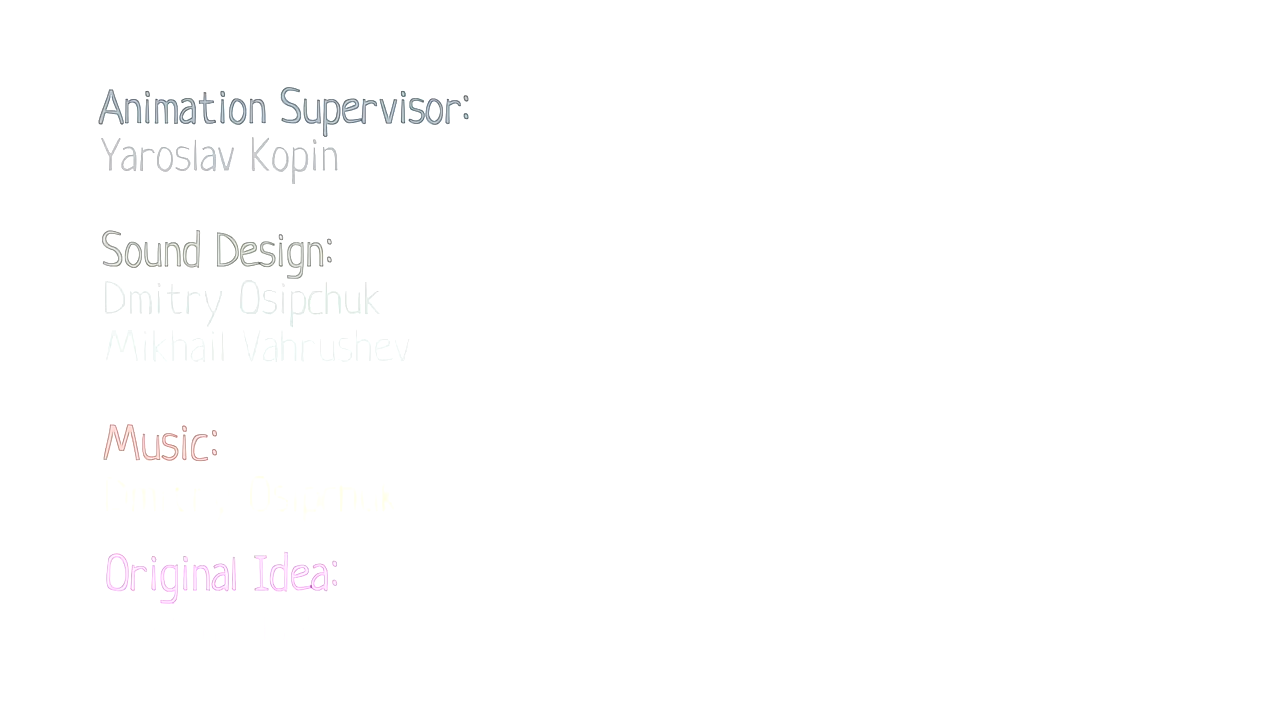 Animation Supervisor:
Yaroslav Kopin
Sound Design:
Dmitry Osipchuk
Mikhail Vahrushev
Music:
Original Idea: